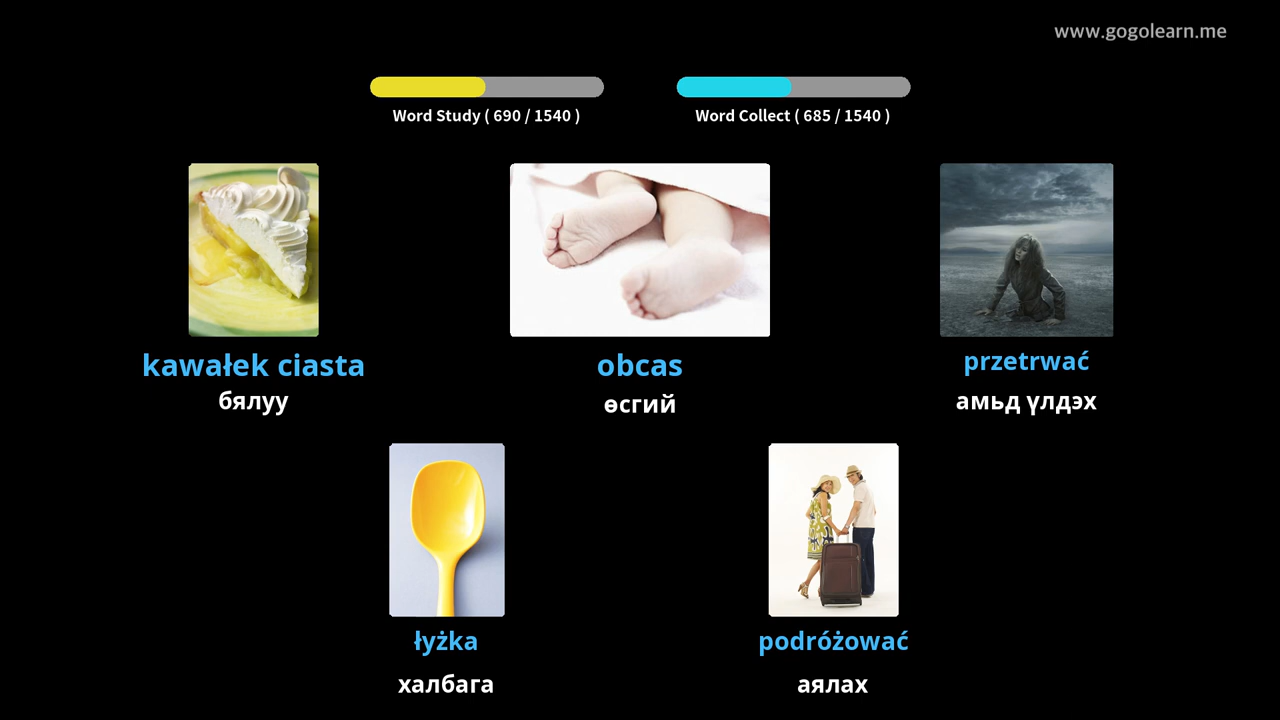 www.gogolearn.me
Word Study ( 690 / 1540 )
Word Collect ( 685 / 1540 )
kawałek ciasta
бялуу
obcas
өсгий
przetrwać
амьд үлдэх
łyżka
халбага
podróżować
аялах